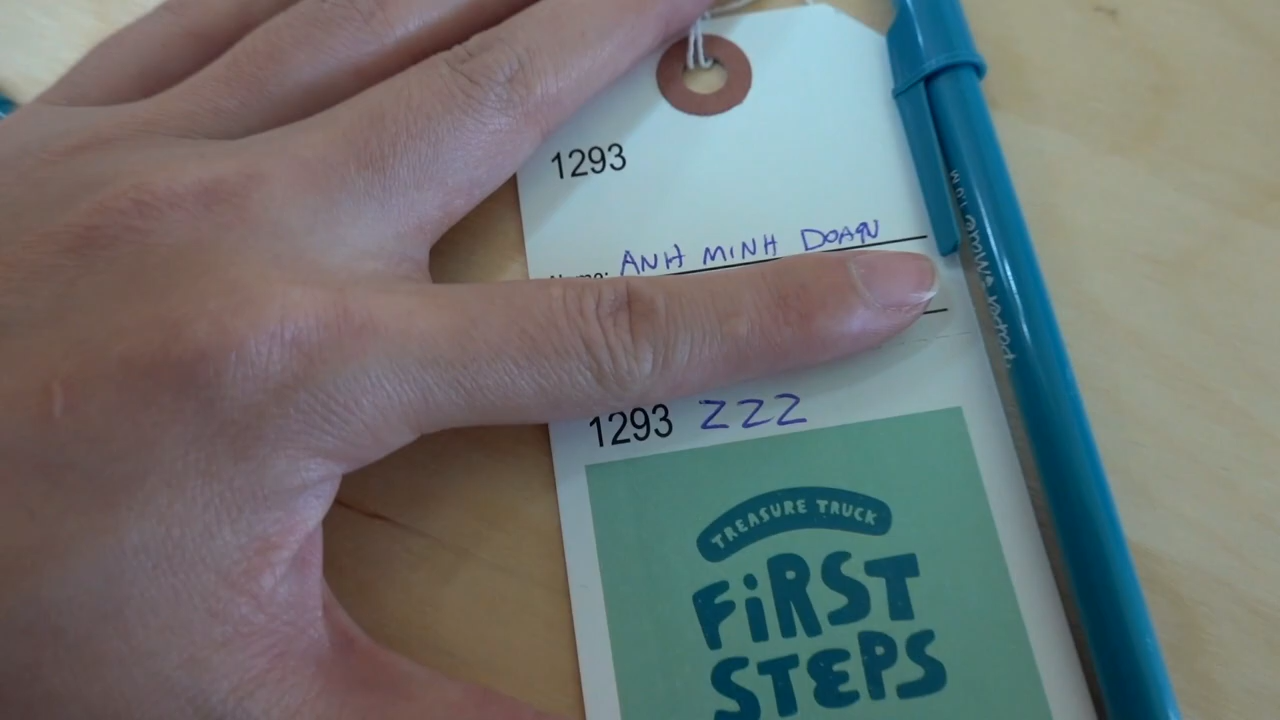 1293
Name: ANH MINH DOAN
1293 ZZZ
TREASURE TRUCK
FiRST
STEPS